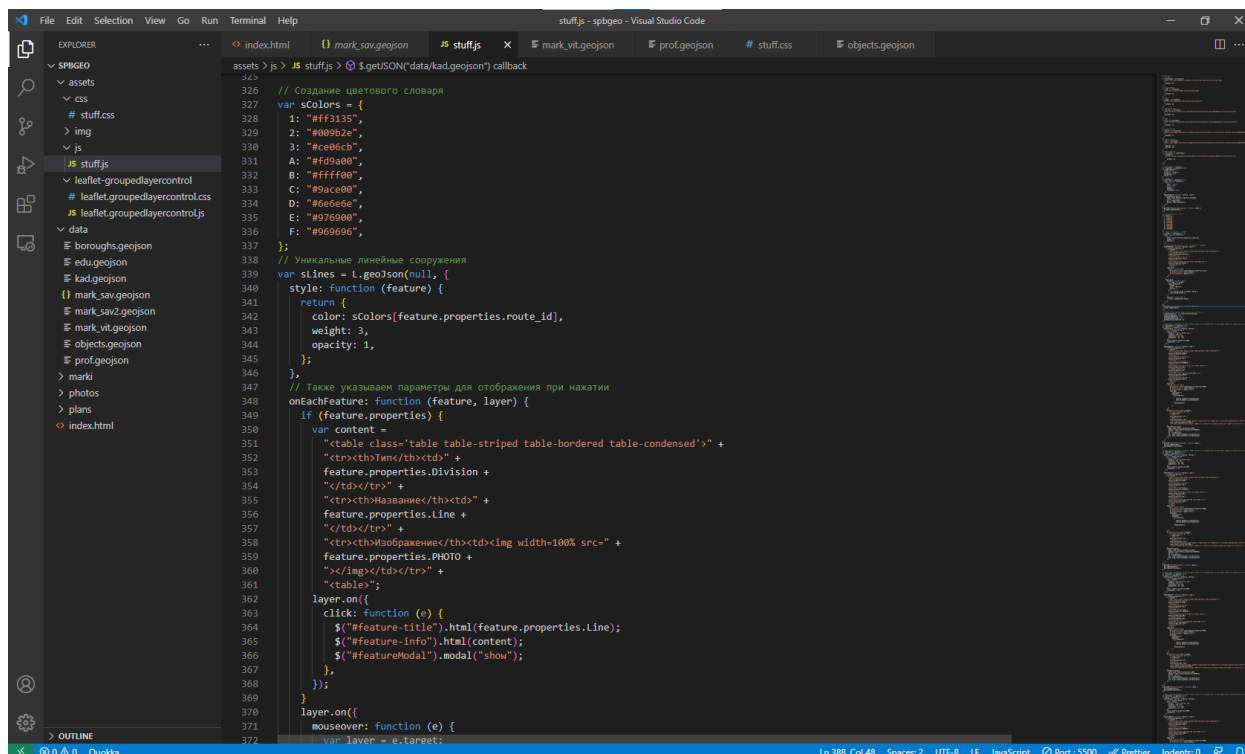 File Edit Selection View Go Run Terminal Help stuff.js - spbgeo - Visual Studio Code
EXPLORER
SPBGEO
assets
css
# stuff.css
img
js
JS stuff.js
leaflet-groupedlayercontrol
# leaflet.groupedlayercontrol.css
JS leaflet.groupedlayercontrol.js
data
boroughs.geojson
edu.geojson
kad.geojson
{} mark_sav.geojson
mark_sav2.geojson
mark_vit.geojson
objects.geojson
prof.geojson
marki
photos
plans
<> index.html
OUTLINE
<> index.html {} mark_sav.geojson JS stuff.js mark_vit.geojson prof.geojson # stuff.css objects.geojson
assets > js > JS stuff.js > $.getJSON("data/kad.geojson") callback
325
326 // Создание цветового словаря
327 var sColors = {
328 1: "#ff3135",
329 2: "#009b2e",
330 3: "#ce06cb",
331 A: "#fd9a00",
332 B: "#ffff00",
333 C: "#9ace00",
334 D: "#6e6e6e",
335 E: "#976900",
336 F: "#969696",
337 };
338 // Уникальные линейные сооружения
339 var sLines = L.geoJson(null, {
340 style: function (feature) {
341 return {
342 color: sColors[feature.properties.route_id],
343 weight: 3,
344 opacity: 1,
345 };
346 },
347 // Также указываем параметры для отображения при нажатии
348 onEachFeature: function (feature, layer) {
349 if (feature.properties) {
350 var content =
351 "<table class='table table-striped table-bordered table-condensed'>" +
352 "<tr><th>Тип</th><td>" +
353 feature.properties.Division +
354 "</td></tr>" +
355 "<tr><th>Название</th><td>" +
356 feature.properties.Line +
357 "</td></tr>" +
358 "<tr><th>Изображение</th><td><img width=100% src=" +
359 feature.properties.PHOTO +
360 "></img></td></tr>" +
361 "<table>";
362 layer.on({
363 click: function (e) {
364 $("#feature-title").html(feature.properties.Line);
365 $("#feature-info").html(content);
366 $("#featureModal").modal("show");
367 },
368 });
369 }
370 layer.on({
371 mouseover: function (e) {
372 var layer = e.target;
0 0 Quokka Ln 388, Col 48 Spaces: 2 UTF-8 LF JavaScript Port : 5500 Prettier Indents: 0